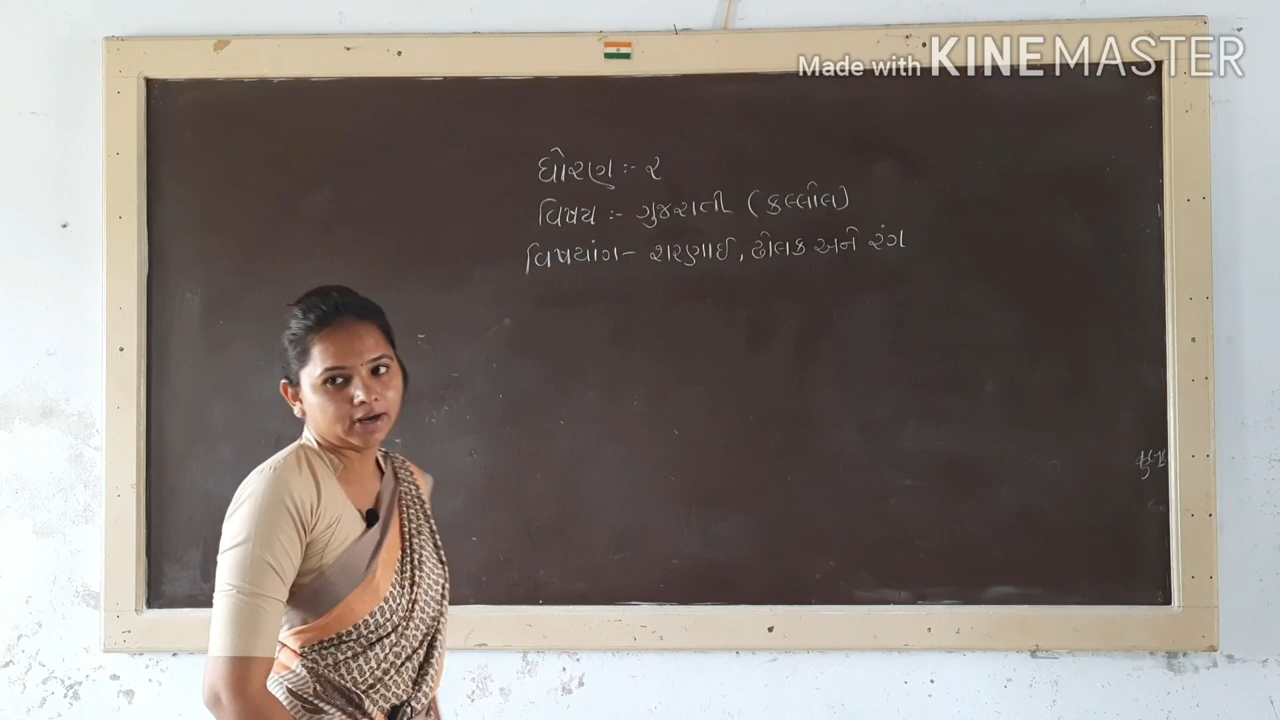 Made with KINEMASTER
ધોરણ :- ૨
વિષય :- ગુજરાતી (કલ્લોલ)
વિષયાંગ - શરણાઈ, ઢોલક અને રંગ